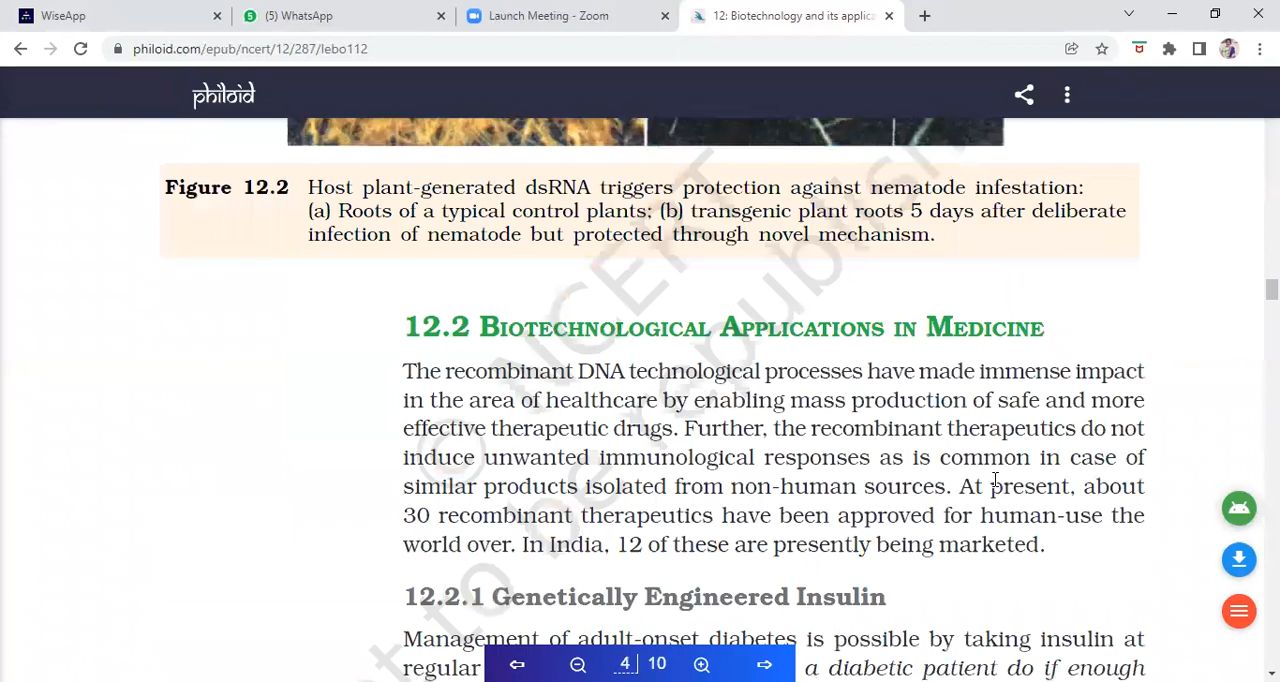 WiseApp
(5) WhatsApp
Launch Meeting - Zoom
12: Biotechnology and its applica
philoid.com/epub/ncert/12/287/lebo112
philoid
Figure 12.2 Host plant-generated dsRNA triggers protection against nematode infestation:
(a) Roots of a typical control plants; (b) transgenic plant roots 5 days after deliberate
infection of nematode but protected through novel mechanism.
© NCERT
not to be republish
12.2 BIOTECHNOLOGICAL APPLICATIONS IN MEDICINE
The recombinant DNA technological processes have made immense impact
in the area of healthcare by enabling mass production of safe and more
effective therapeutic drugs. Further, the recombinant therapeutics do not
induce unwanted immunological responses as is common in case of
similar products isolated from non-human sources. At present, about
30 recombinant therapeutics have been approved for human-use the
world over. In India, 12 of these are presently being marketed.
12.2.1 Genetically Engineered Insulin
Management of adult-onset diabetes is possible by taking insulin at
regular a diabetic patient do if enough
4 10